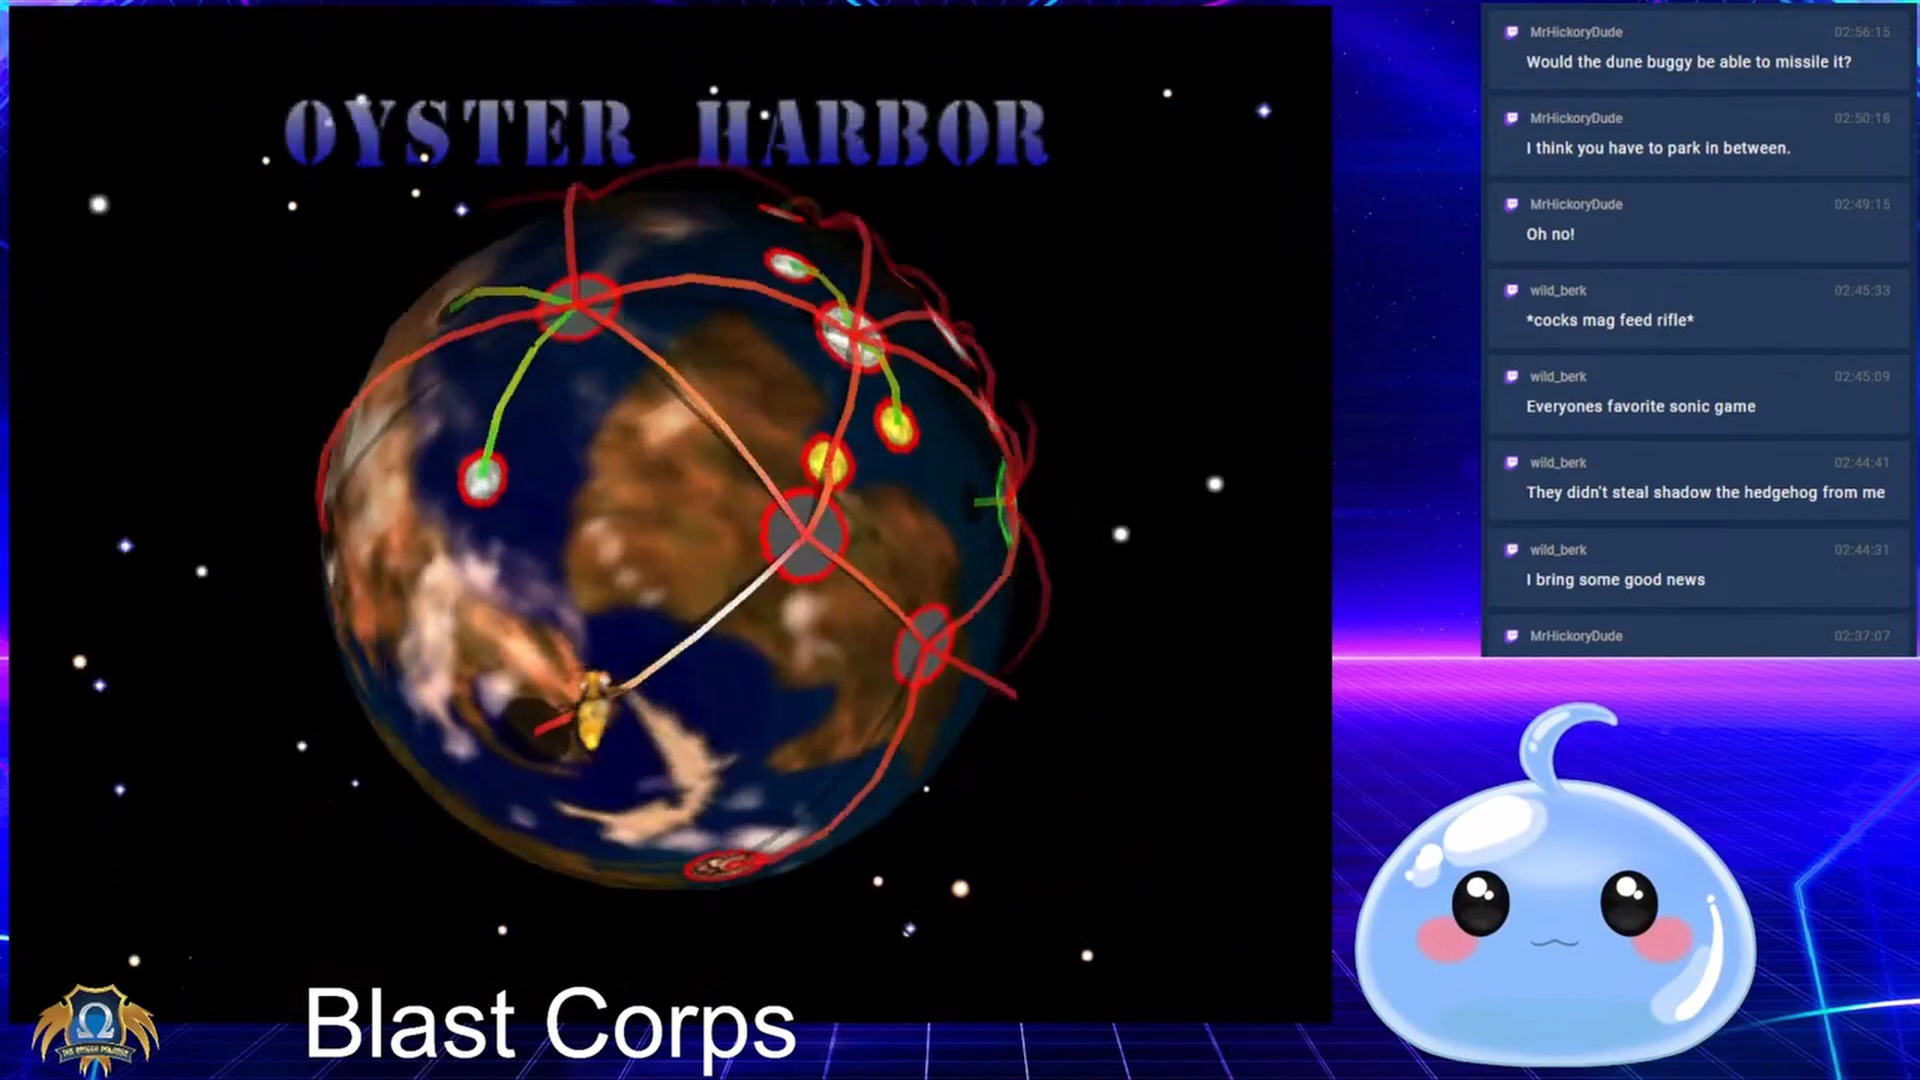 OYSTER HARBOR
MrHickoryDude 02:56:15
Would the dune buggy be able to missile it?
MrHickoryDude 02:50:18
I think you have to park in between.
MrHickoryDude 02:49:15
Oh no!
wild_berk 02:45:33
*cocks mag feed rifle*
wild_berk 02:45:09
Everyones favorite sonic game
wild_berk 02:44:41
They didn't steal shadow the hedgehog from me
wild_berk 02:44:31
I bring some good news
MrHickoryDude 02:37:07
Blast Corps